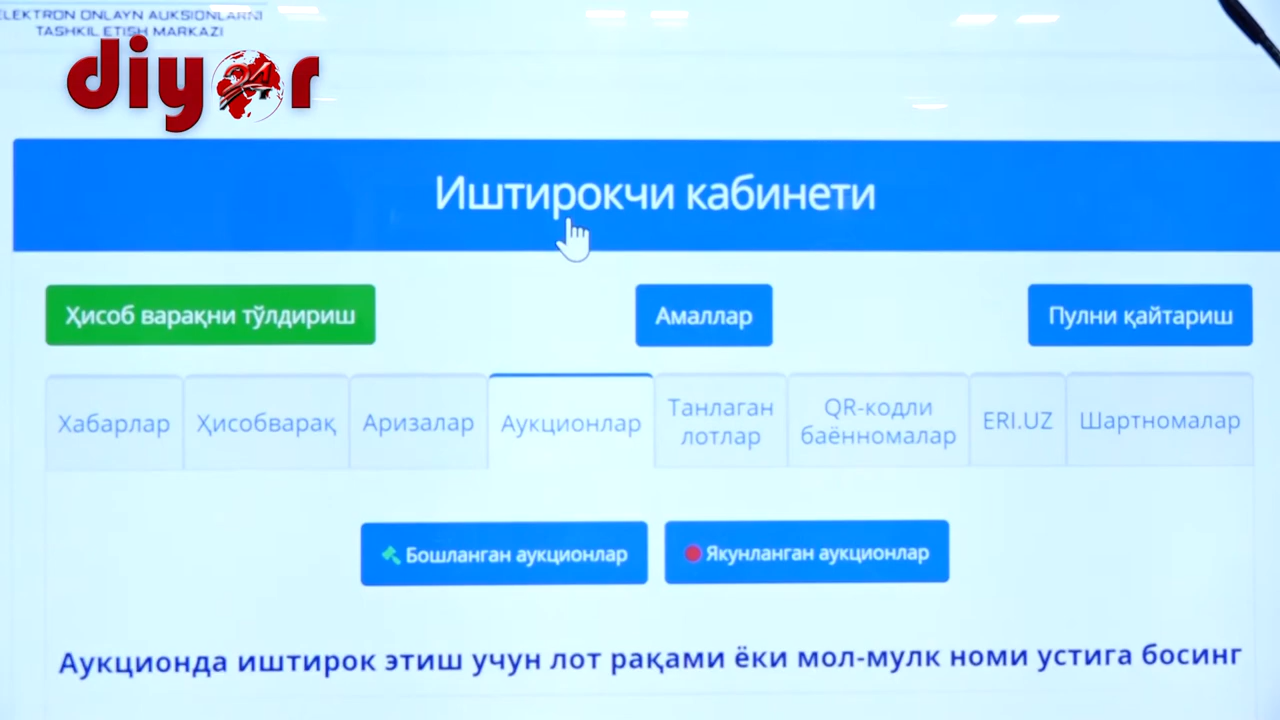 ELEKTRON ONLAYN AUKSIONLARNI
TASHKIL ETISH MARKAZI
diyor
24
Иштирокчи кабинети
Ҳисоб варақни тўлдириш
Амаллар
Пулни қайтариш
Хабарлар
Ҳисобварақ
Аризалар
Аукционлар
Танлаган
лотлар
QR-кодли
баённомалар
ERI.UZ
Шартномалар
Бошланган аукционлар
Якунланган аукционлар
Аукционда иштирок этиш учун лот рақами ёки мол-мулк номи устига босинг